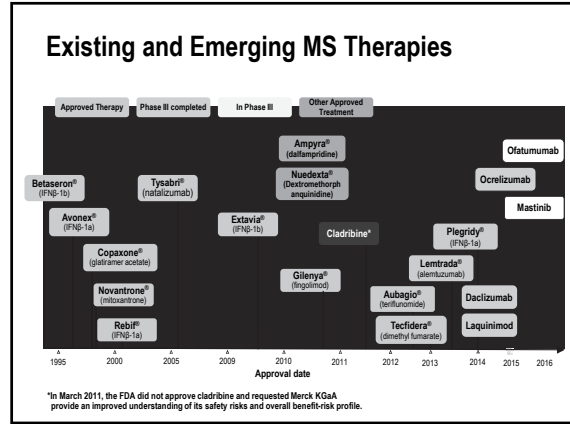 Existing and Emerging MS Therapies
Approved Therapy
Phase III completed
In Phase III
Other Approved
Treatment
Ampyra®
(dalfampridine)
Ofatumumab
Betaseron®
(IFNβ-1b)
Tysabri®
(natalizumab)
Nuedexta®
(Dextromethorph
anquinidine)
Ocrelizumab
Mastinib
Avonex®
(IFNβ-1a)
Extavia®
(IFNβ-1b)
Cladribine*
Plegridy®
(IFNβ-1a)
Copaxone®
(glatiramer acetate)
Gilenya®
(fingolimod)
Lemtrada®
(alemtuzumab)
Novantrone®
(mitoxantrone)
Aubagio®
(teriflunomide)
Daclizumab
Rebif®
(IFNβ-1a)
Tecfidera®
(dimethyl fumarate)
Laquinimod
1995 2000 2005 2009 2010 2011 2012 2013 2014 2015 2016
Approval date
*In March 2011, the FDA did not approve cladribine and requested Merck KGaA
provide an improved understanding of its safety risks and overall benefit-risk profile.